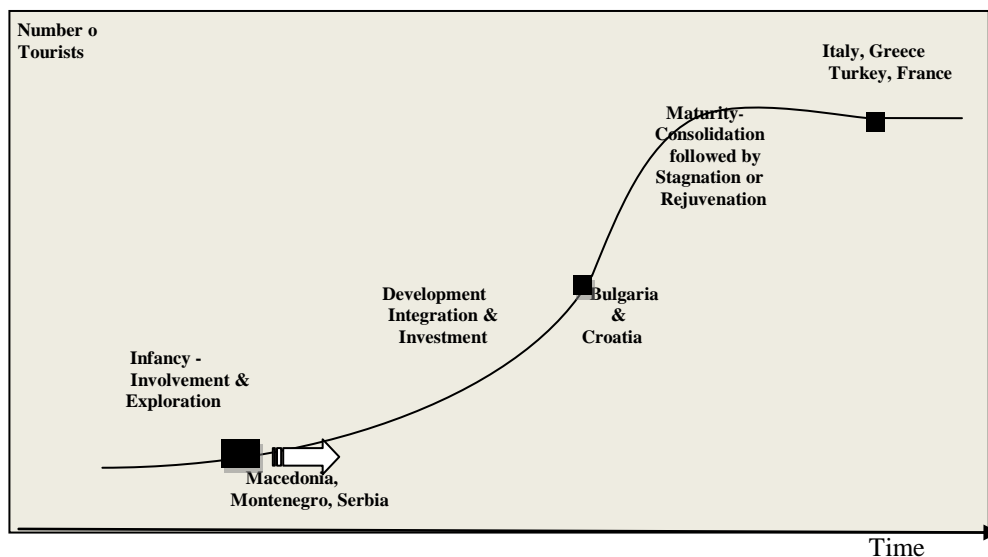 Number o
Tourists
Italy, Greece
Turkey, France
Maturity-
Consolidation
followed by
Stagnation or
Rejuvenation
Development
Integration &
Investment
Bulgaria
&
Croatia
Infancy -
Involvement &
Exploration
Macedonia,
Montenegro, Serbia
Time